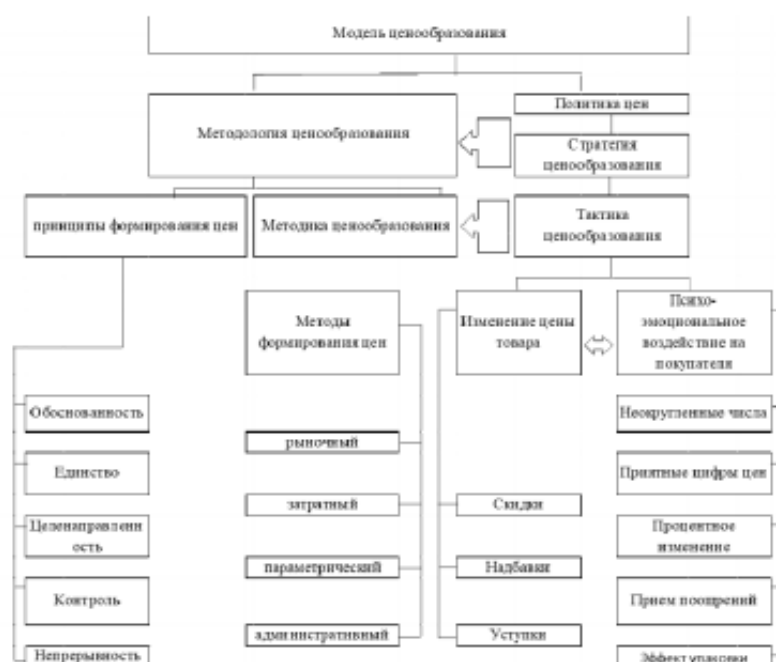 Модель ценообразования
Политика цен
Методология ценообразования
Стратегия
ценообразования
принципы формирования цен
Методика ценообразования
Тактика
ценообразования
Методы
формирования цен
Изменение цены
товара
Психо-
эмоциональное
воздействие на
покупателя
Обоснованность
Единство
Целенаправленн
ость
Контроль
Непрерывность
рыночный
затратный
параметрический
административный
Скидки
Надбавки
Уступки
Неокругленные числа
Приятные цифры цен
Процентное
изменение
Прием поощрений
Эффект упаковки